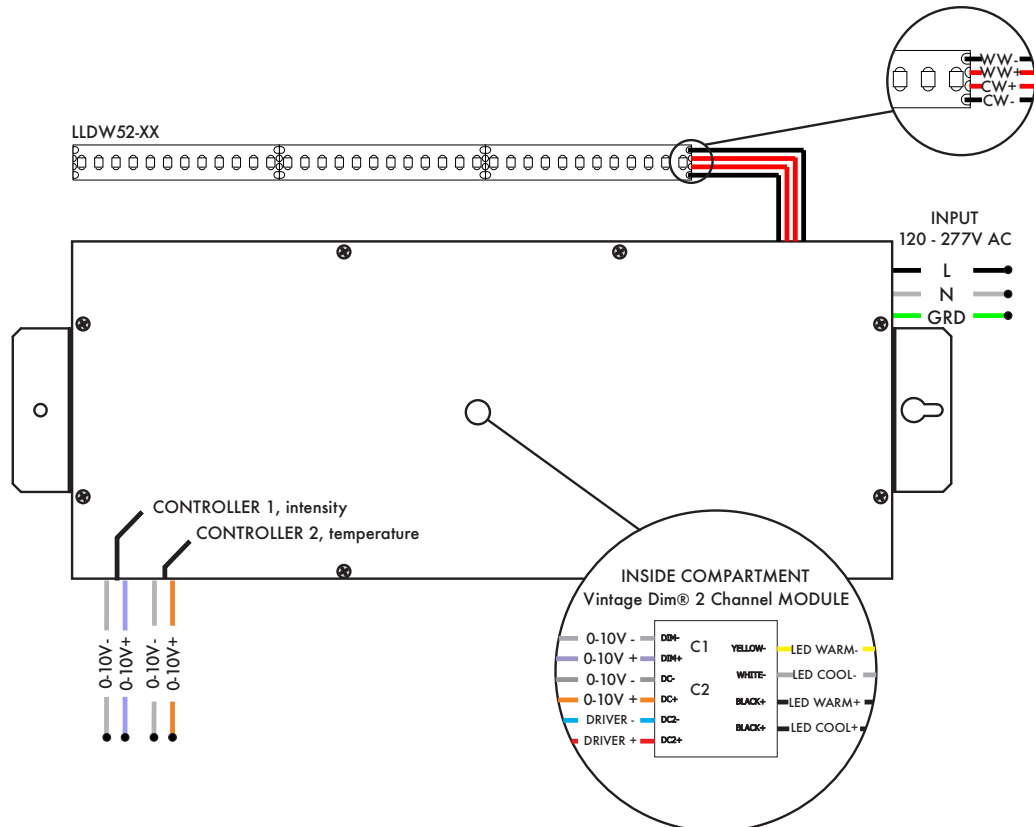 WW-
WW+
CW+
CW-
LLDW52-XX
INPUT
120 - 277V AC
L
N
GRD
CONTROLLER 1, intensity
CONTROLLER 2, temperature
0-10V-
0-10V+
0-10V-
0-10V+
INSIDE COMPARTMENT
Vintage Dim® 2 Channel MODULE
0-10V - DIM- C1 YELLOW- LED WARM-
0-10V + DIM+
0-10V - DC- C2 WHITE- LED COOL-
0-10V + DC+ BLACK+ LED WARM+
DRIVER - DC2- BLACK+ LED COOL+
DRIVER + DC2+